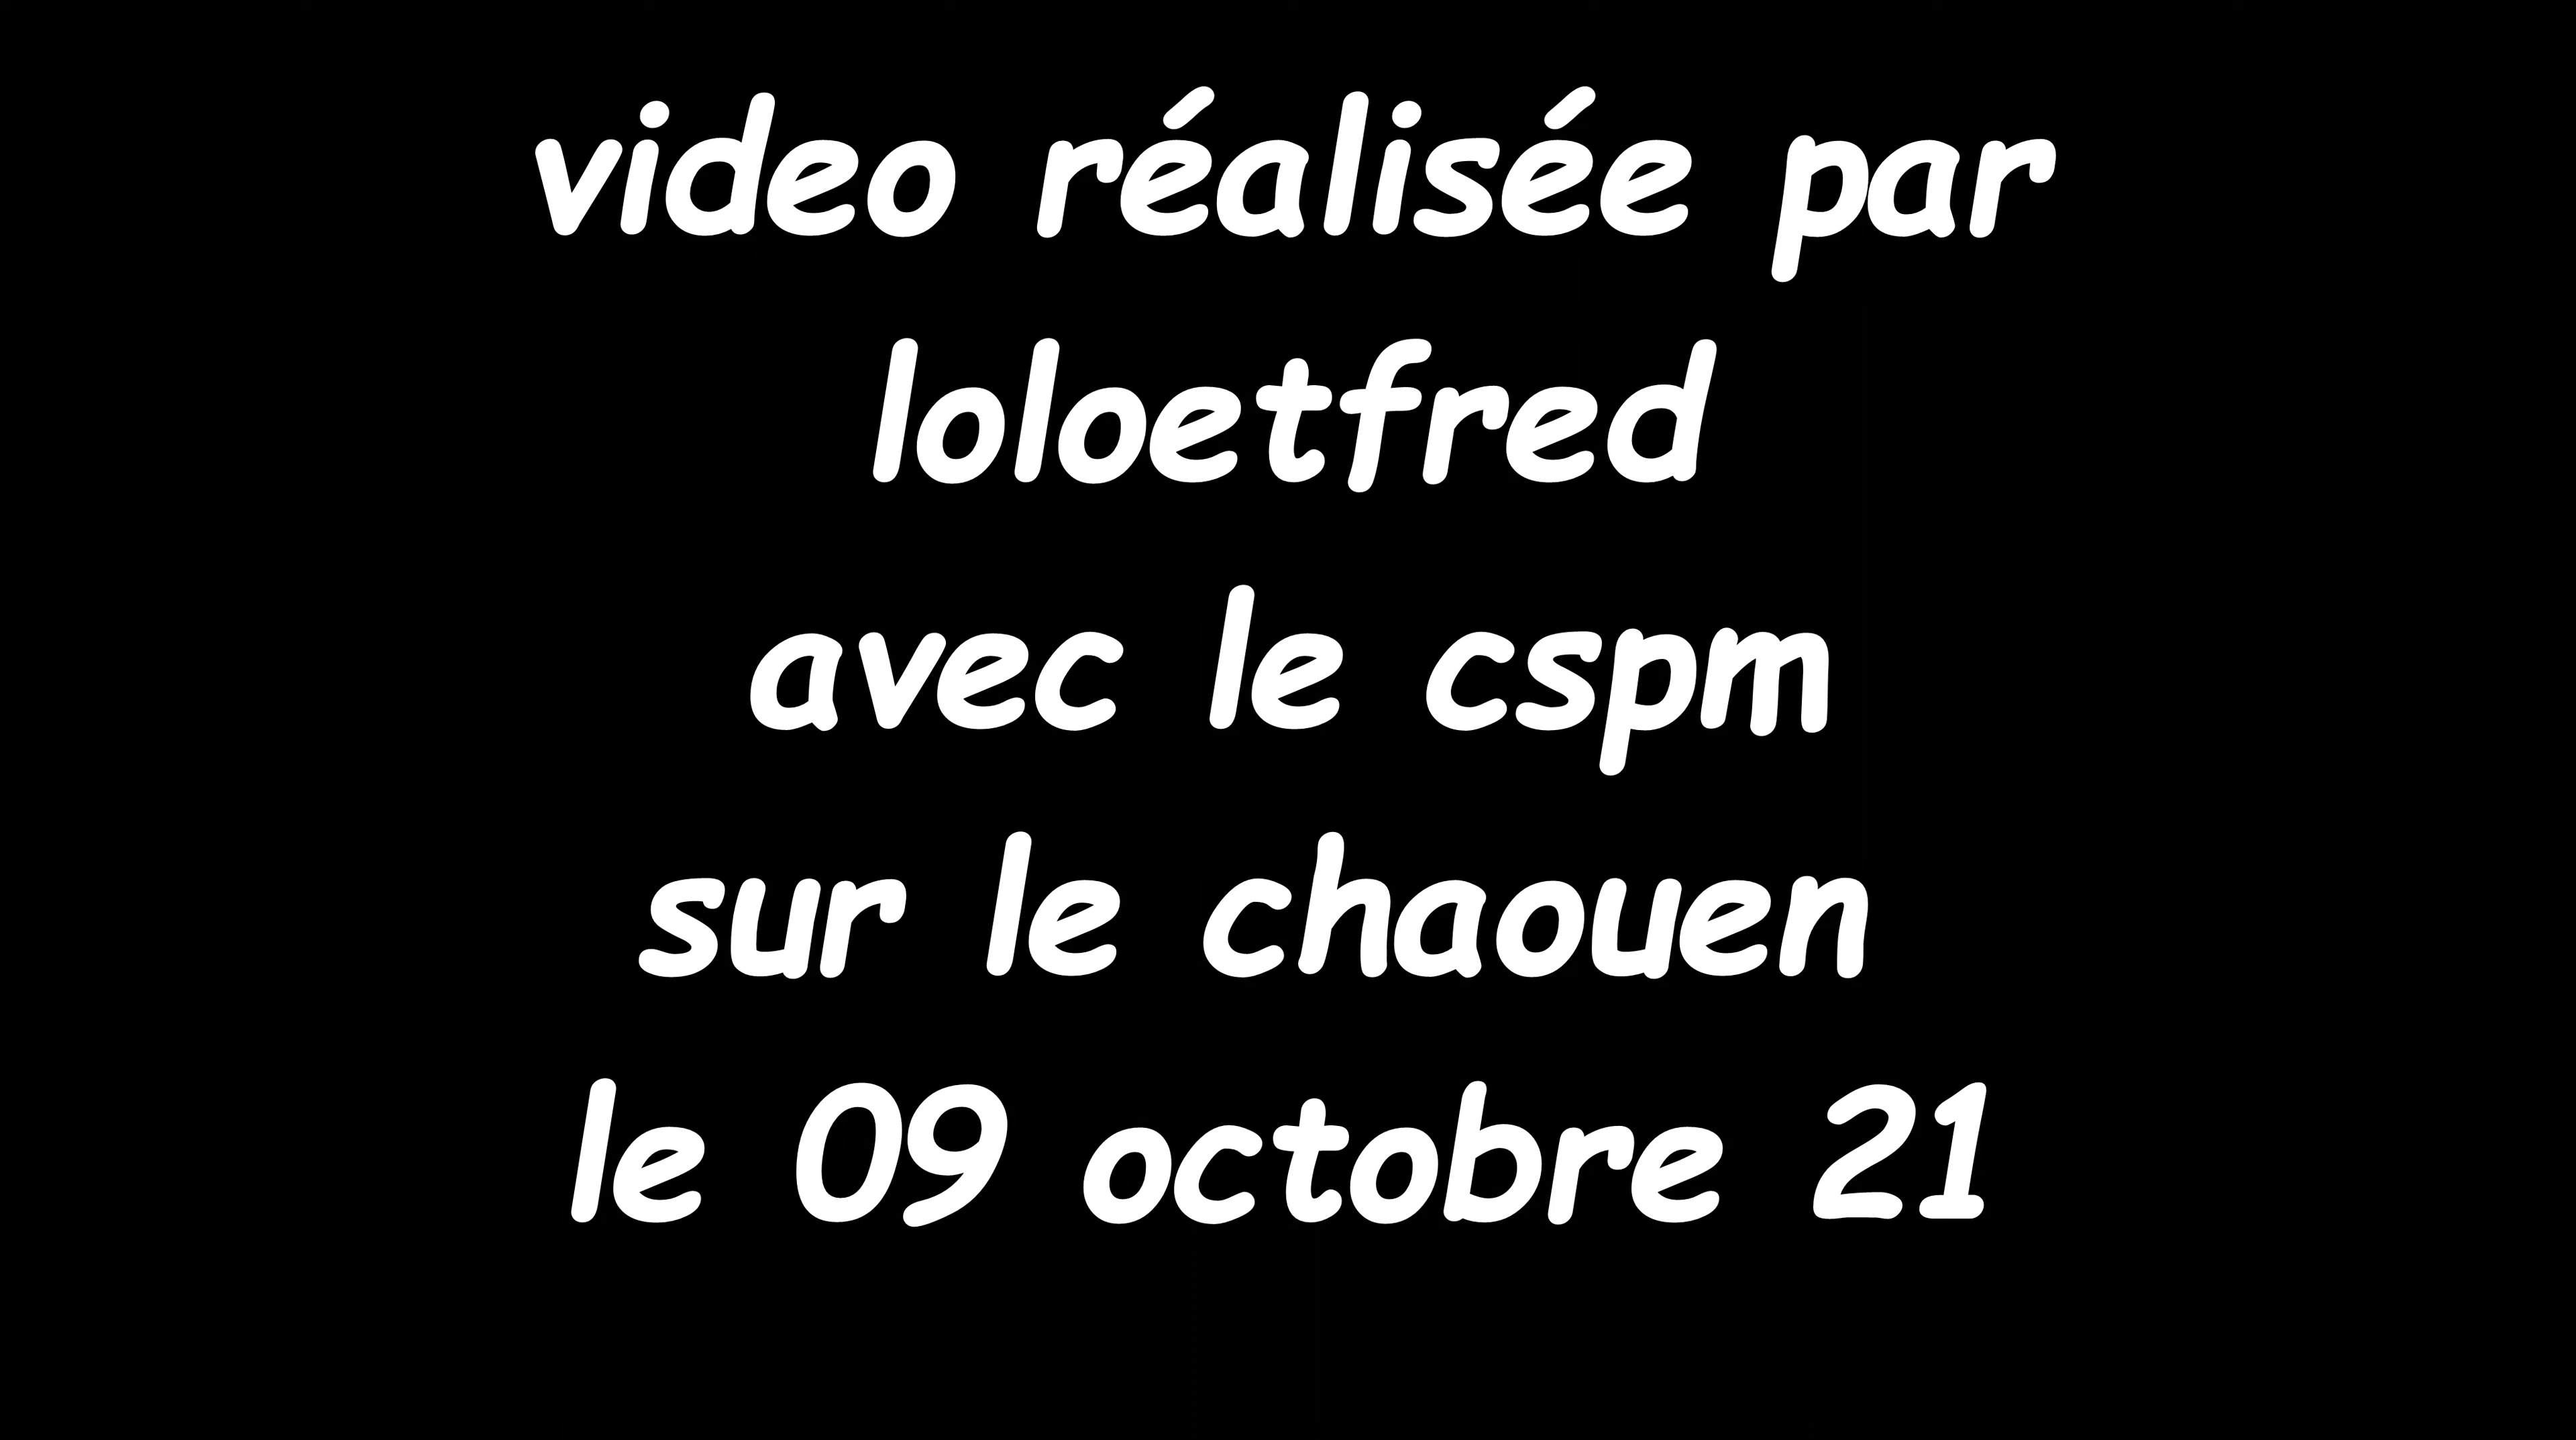 video réalisée par
loloetfred
avec le cspm
sur le chaouen
le 09 octobre 21